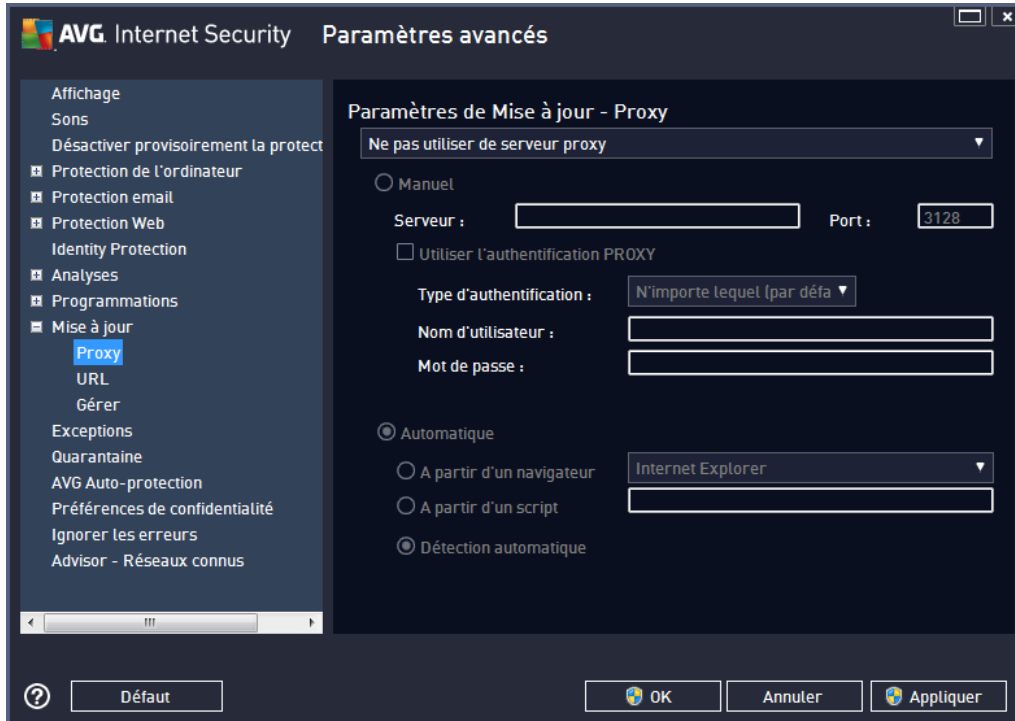 AVG. Internet Security Paramètres avancés
Affichage
Sons
Désactiver provisoirement la protect
Protection de l'ordinateur
Protection email
Protection Web
Identity Protection
Analyses
Programmations
Mise à jour
Proxy
URL
Gérer
Exceptions
Quarantaine
AVG Auto-protection
Préférences de confidentialité
Ignorer les erreurs
Advisor - Réseaux connus
Paramètres de Mise à jour - Proxy
Ne pas utiliser de serveur proxy
Manuel
Serveur : Port : 3128
Utiliser l'authentification PROXY
Type d'authentification : N'importe lequel (par défa
Nom d'utilisateur :
Mot de passe :
Automatique
A partir d'un navigateur Internet Explorer
A partir d'un script
Détection automatique
? Défaut OK Annuler Appliquer